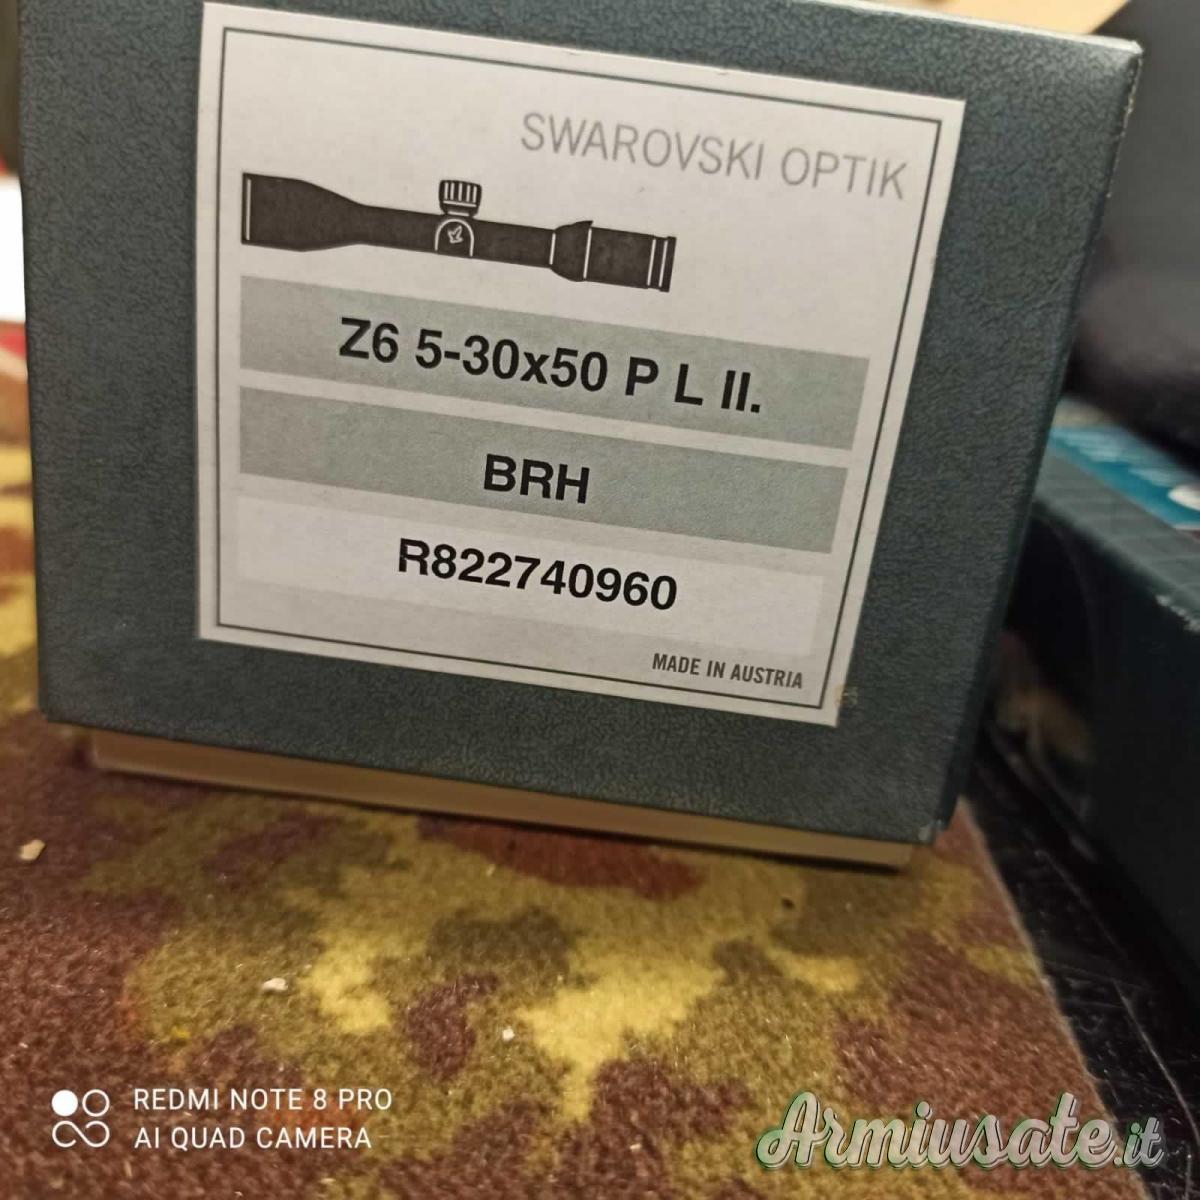 SWAROVSKI OPTIK
Z6 5-30x50 P L II.
BRH
R822740960
MADE IN AUSTRIA
REDMI NOTE 8 PRO
AI QUAD CAMERA
Armiusate.it